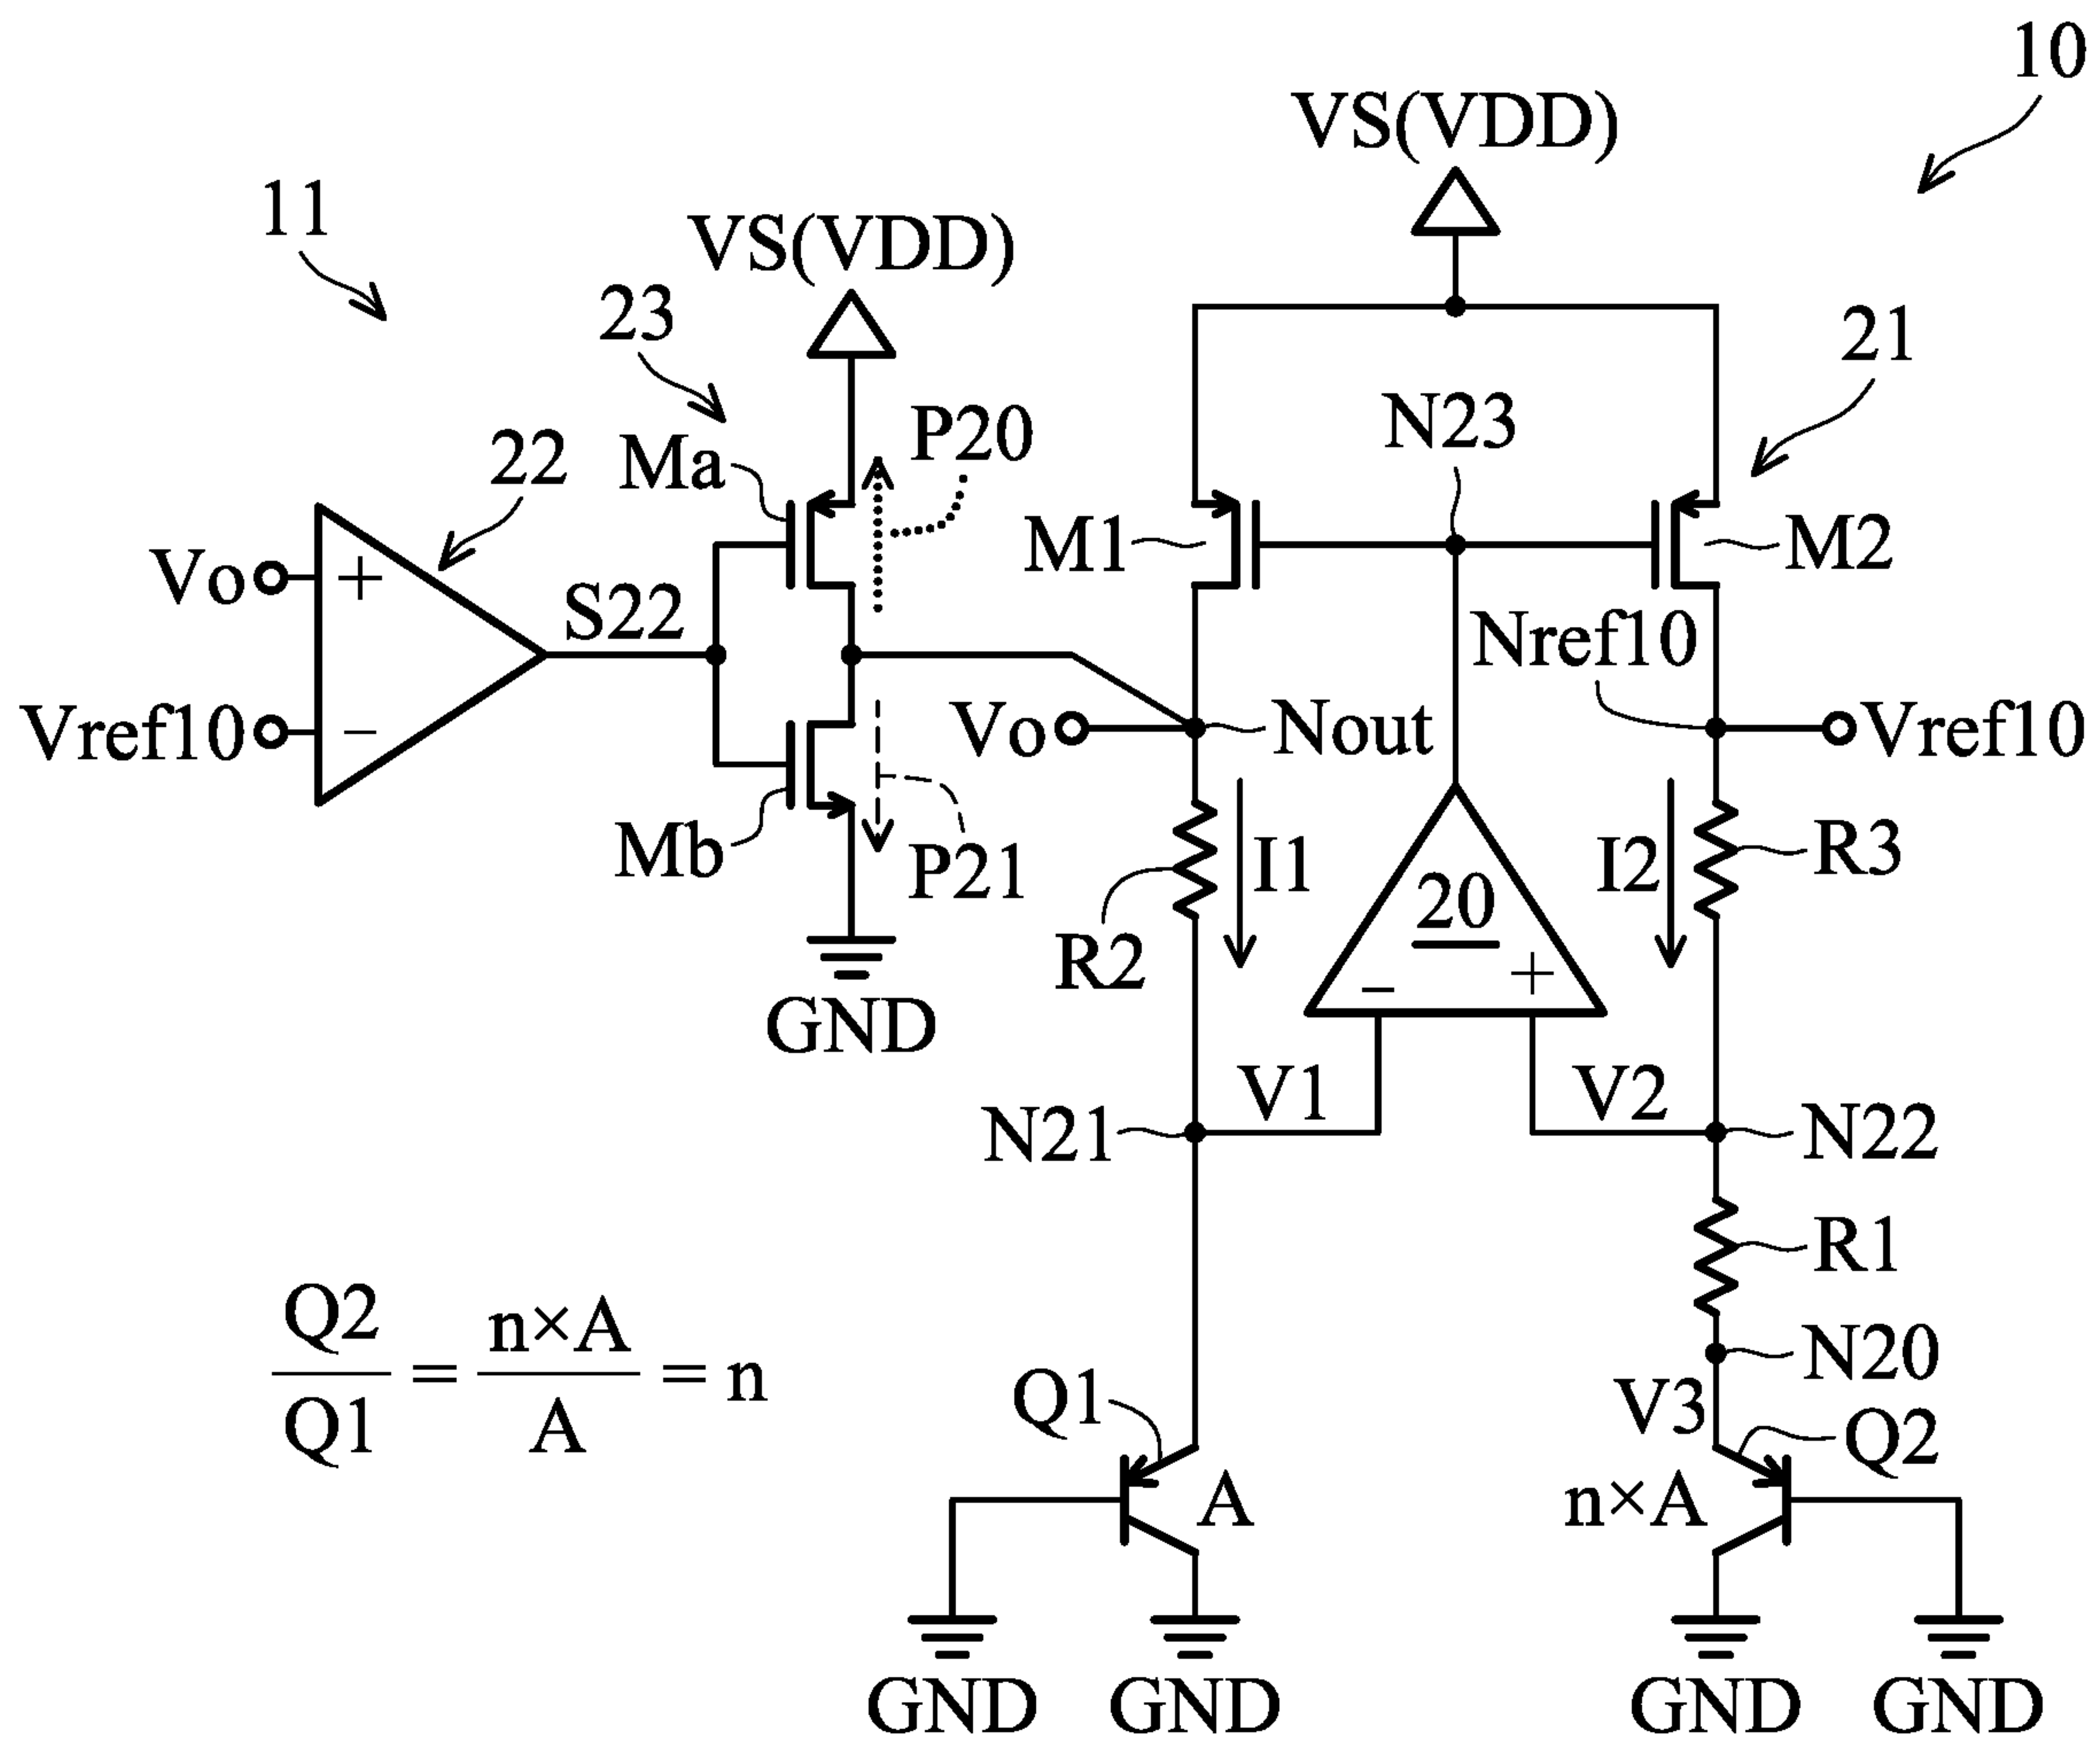 10
VS(VDD)
11
VS(VDD)
23
21
P20
N23
22
Ma
M1
M2
Vo
+
S22
Nref10
Vref10
−
Vo
Nout
Vref10
Mb
P21
R2
I1
20
I2
R3
− +
GND
V1
V2
N21
N22
R1
Q2/Q1 = n×A/A = n
N20
Q1
V3
Q2
A
n×A
GND
GND
GND
GND